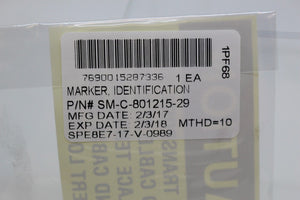 7690015287336 1 EA
MARKER, IDENTIFICATION
P/N# SM-C-801215-29
MFG DATE: 2/3/17
EXP DATE: 2/3/18 MTHD=10
SPE8E7-17-V-0989
1PF68